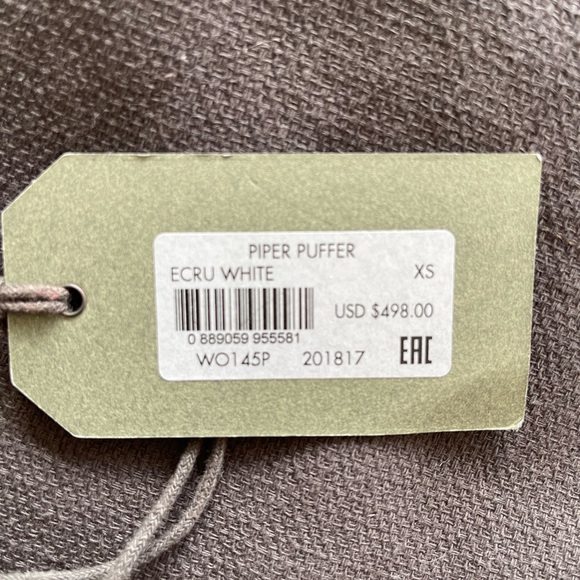 PIPER PUFFER
ECRU WHITE XS
USD $498.00
0 889059 955581
WO145P 201817 EAC